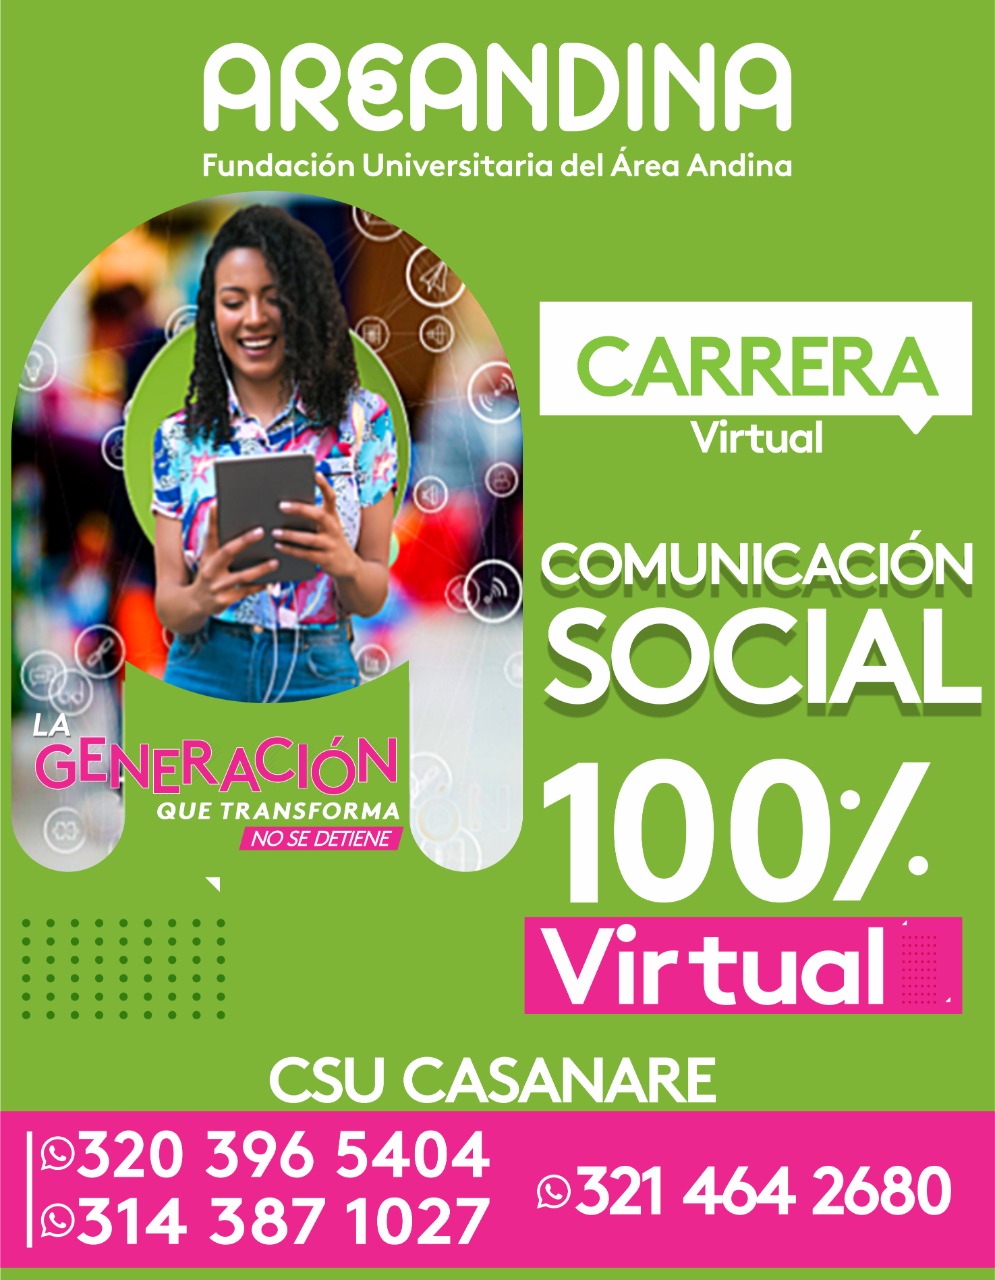 AREANDINA
Fundación Universitaria del Área Andina
CARRERA
Virtual
COMUNICACIÓN
SOCIAL
100%
Virtual
LA
GENERACIÓN
QUE TRANSFORMA
NO SE DETIENE
CSU CASANARE
320 396 5404
314 387 1027
321 464 2680